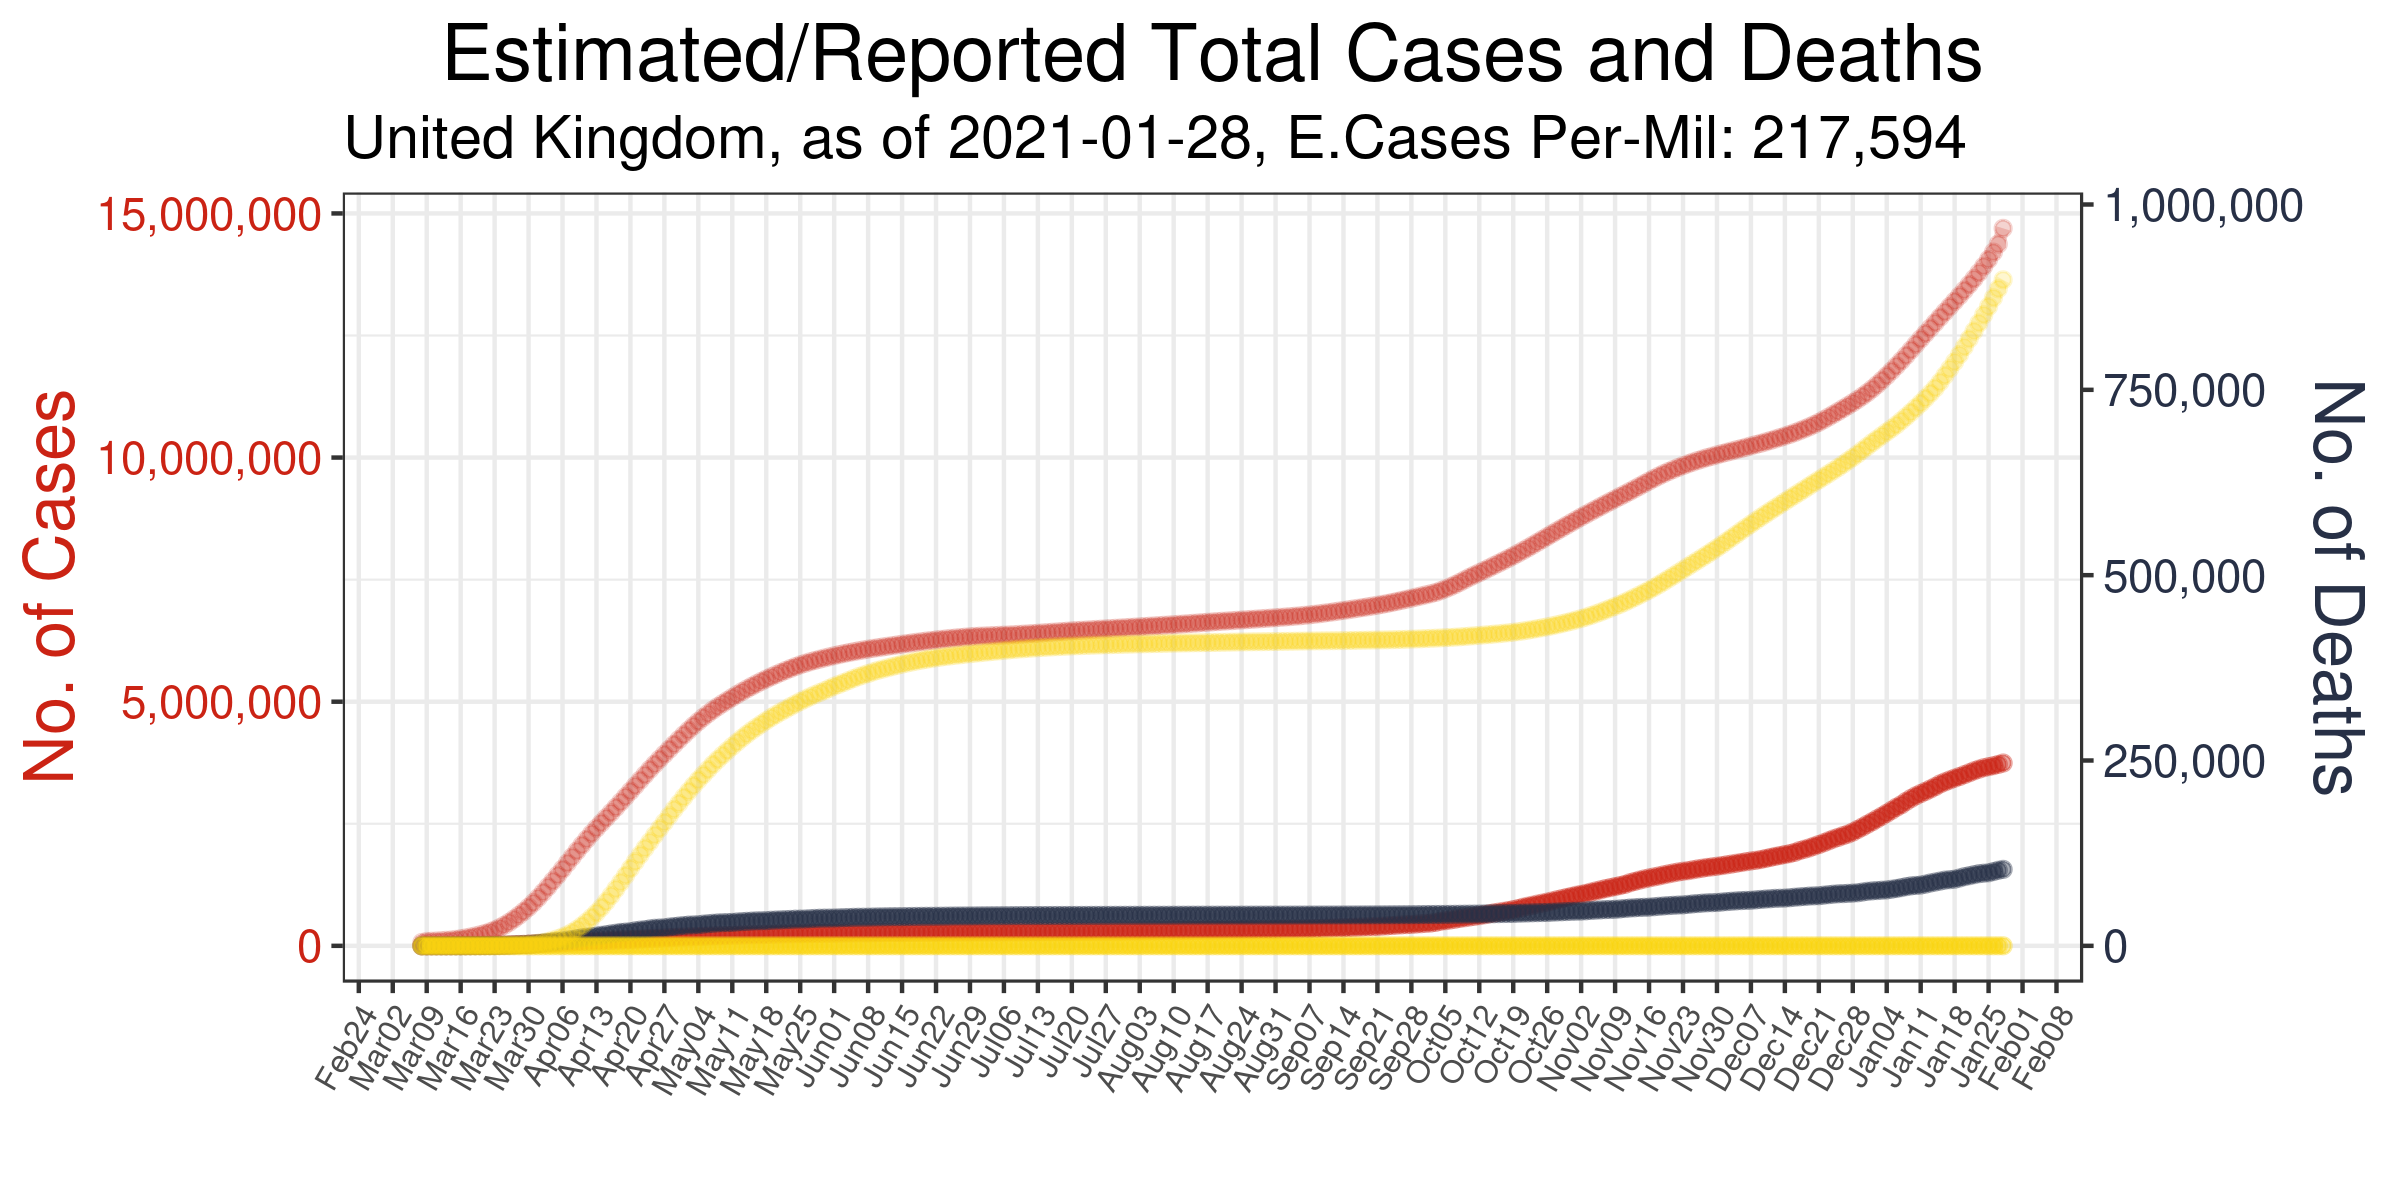 Estimated/Reported Total Cases and Deaths
United Kingdom, as of 2021-01-28, E.Cases Per-Mil: 217,594
No. of Cases
15,000,000
10,000,000
5,000,000
0
1,000,000
750,000
500,000
250,000
0
No. of Deaths
Feb24
Mar02
Mar09
Mar16
Mar23
Mar30
Apr06
Apr13
Apr20
Apr27
May04
May11
May18
May25
Jun01
Jun08
Jun15
Jun22
Jun29
Jul06
Jul13
Jul20
Jul27
Aug03
Aug10
Aug17
Aug24
Aug31
Sep07
Sep14
Sep21
Sep28
Oct05
Oct12
Oct19
Oct26
Nov02
Nov09
Nov16
Nov23
Nov30
Dec07
Dec14
Dec21
Dec28
Jan04
Jan11
Jan18
Jan25
Feb01
Feb08